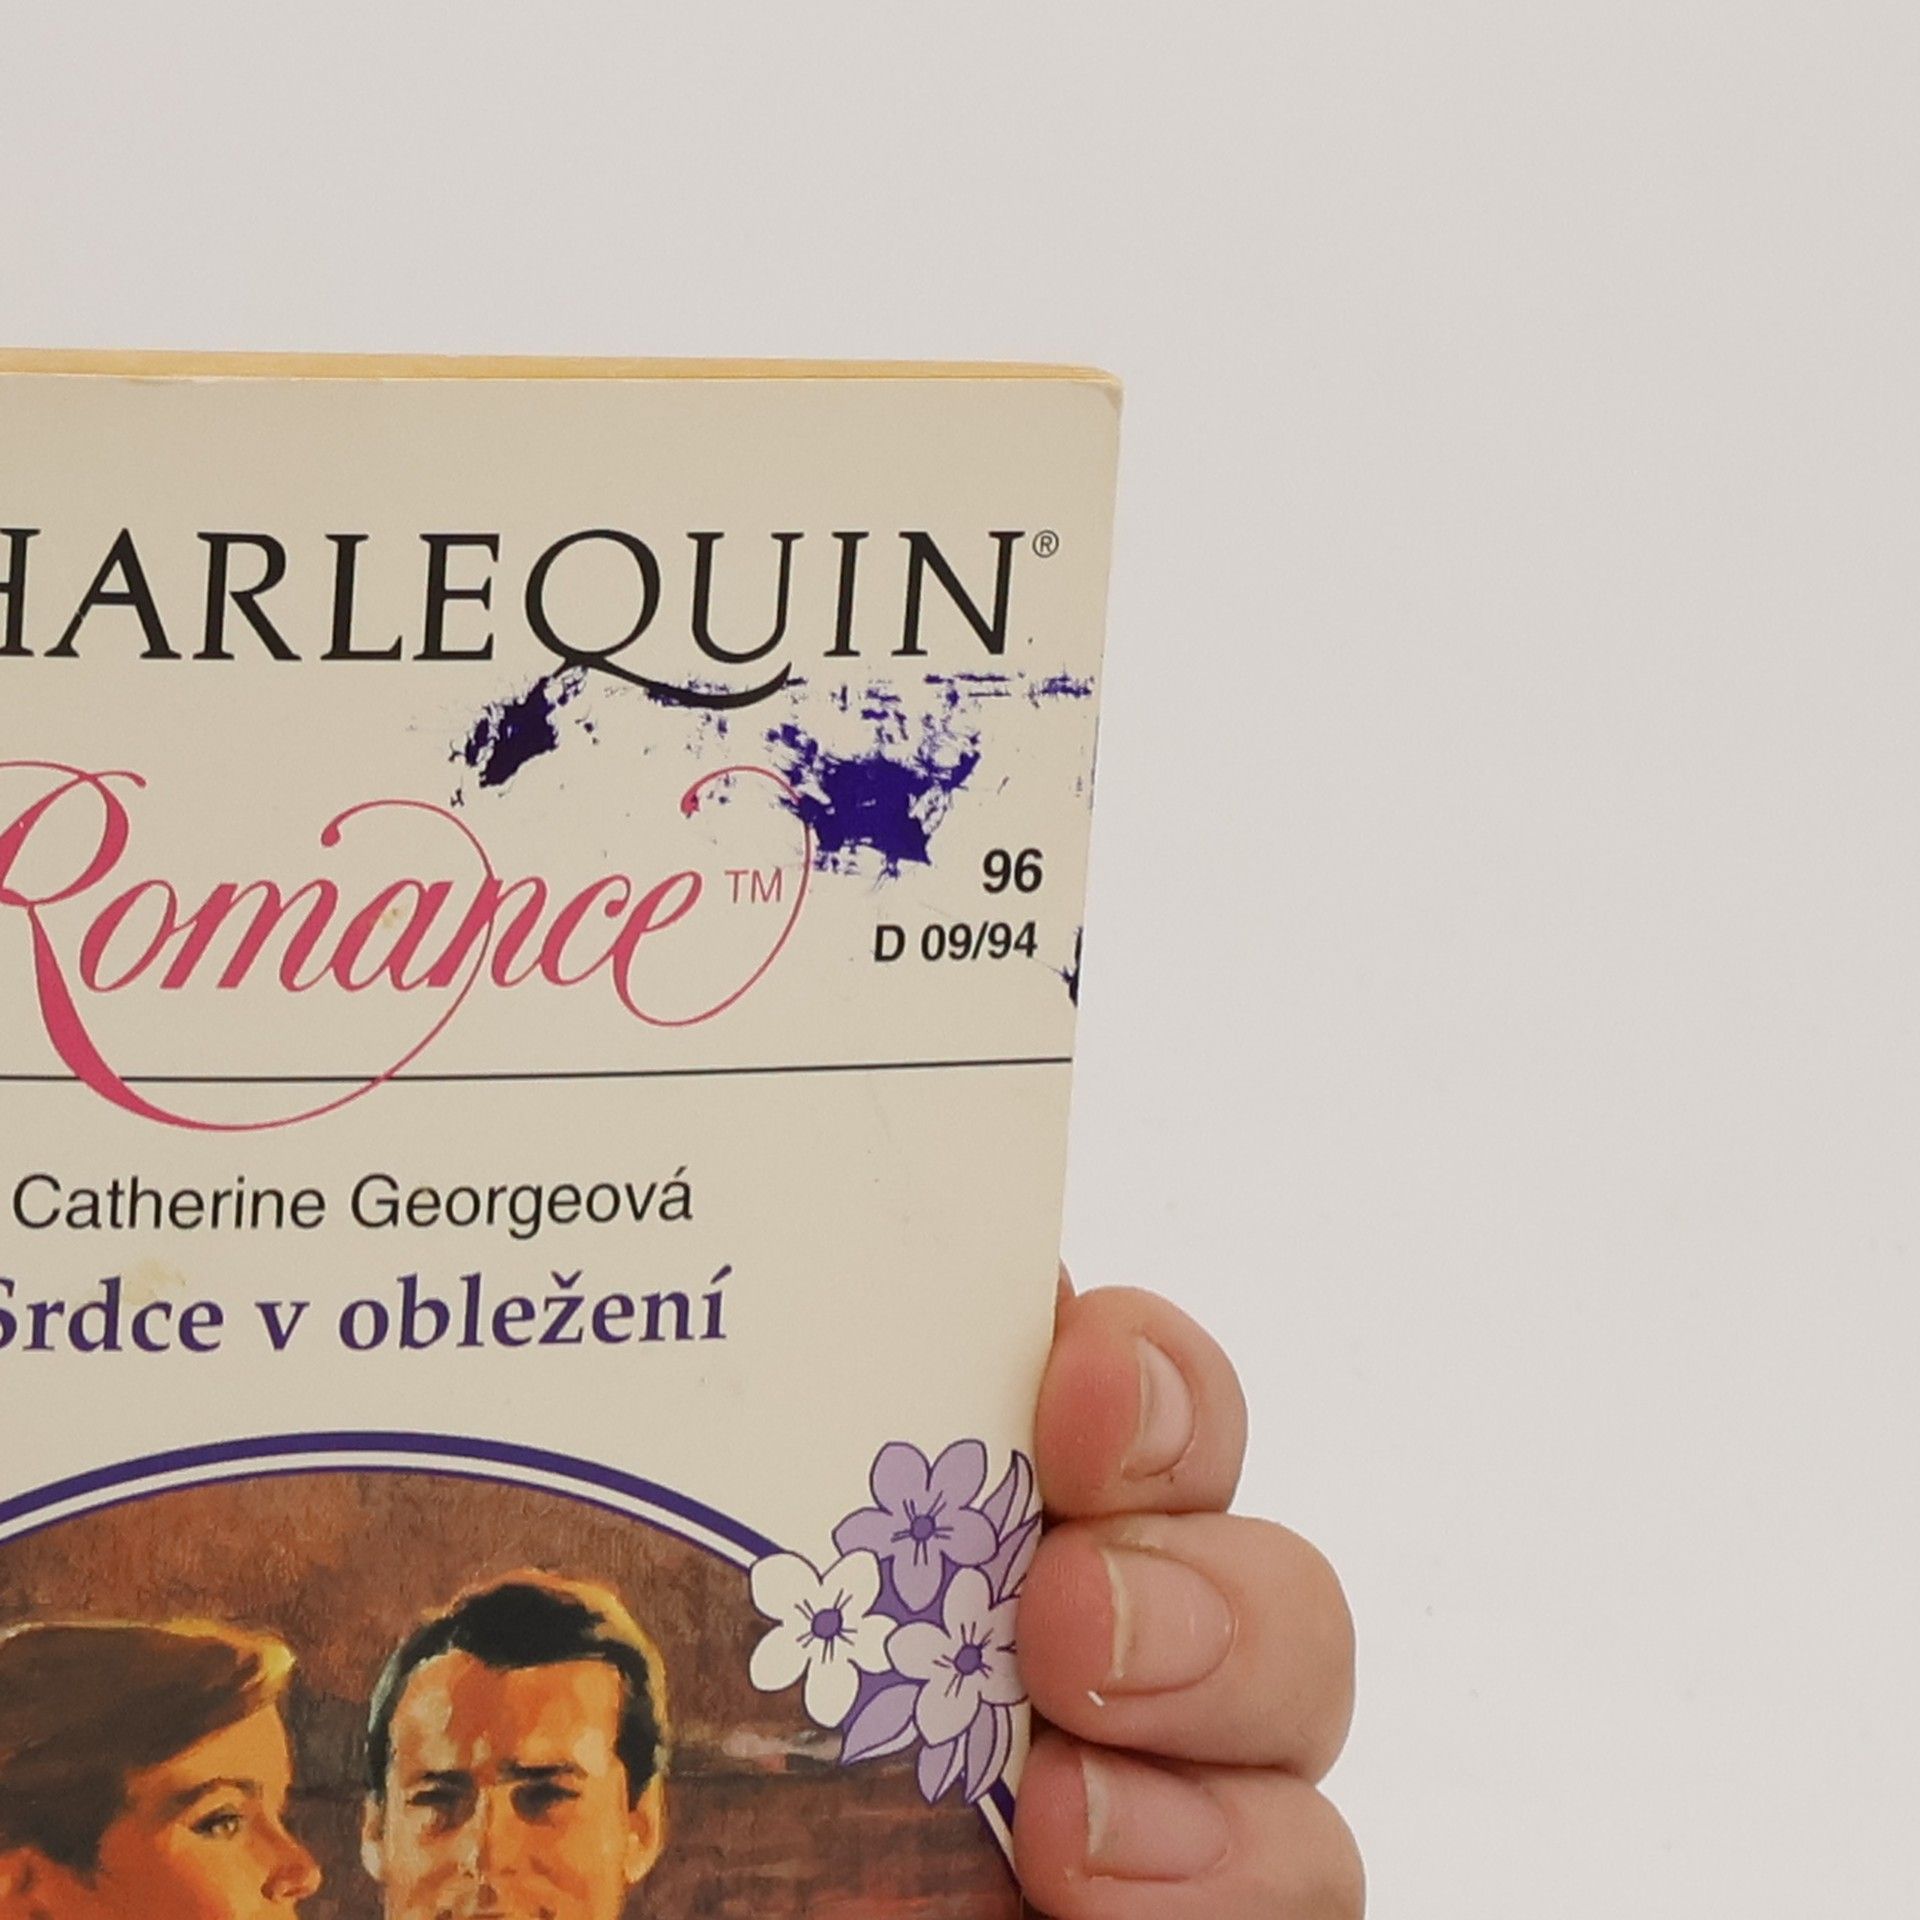 HARLEQUIN®
Romance™
96
D 09/94
Catherine Georgeová
Srdce v obležení